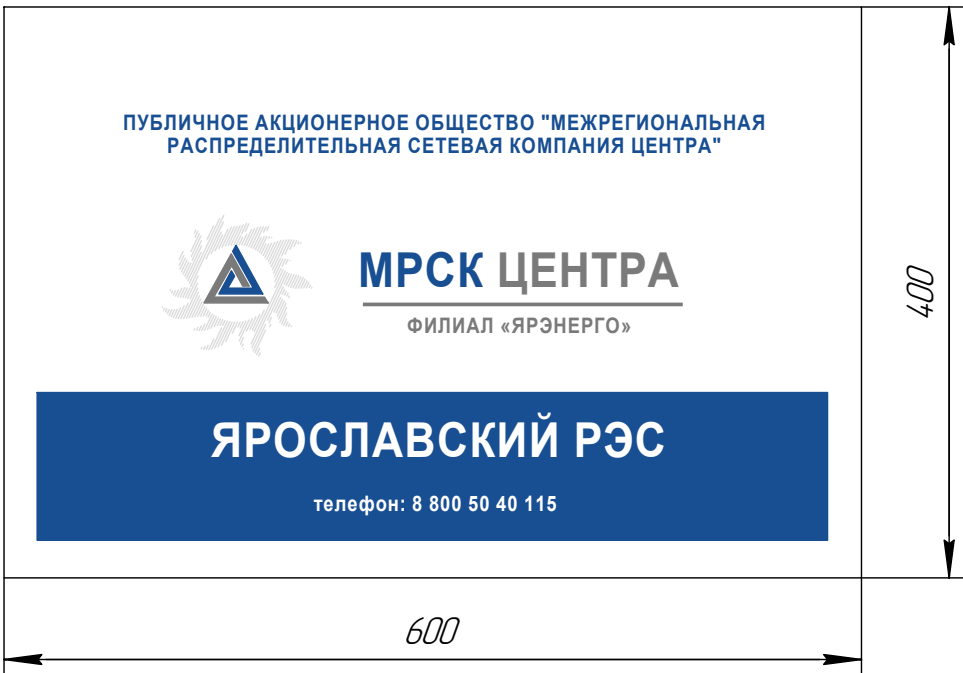 ПУБЛИЧНОЕ АКЦИОНЕРНОЕ ОБЩЕСТВО "МЕЖРЕГИОНАЛЬНАЯ
РАСПРЕДЕЛИТЕЛЬНАЯ СЕТЕВАЯ КОМПАНИЯ ЦЕНТРА"
МРСК ЦЕНТРА
ФИЛИАЛ «ЯРЭНЕРГО»
400
ЯРОСЛАВСКИЙ РЭС
телефон: 8 800 50 40 115
600